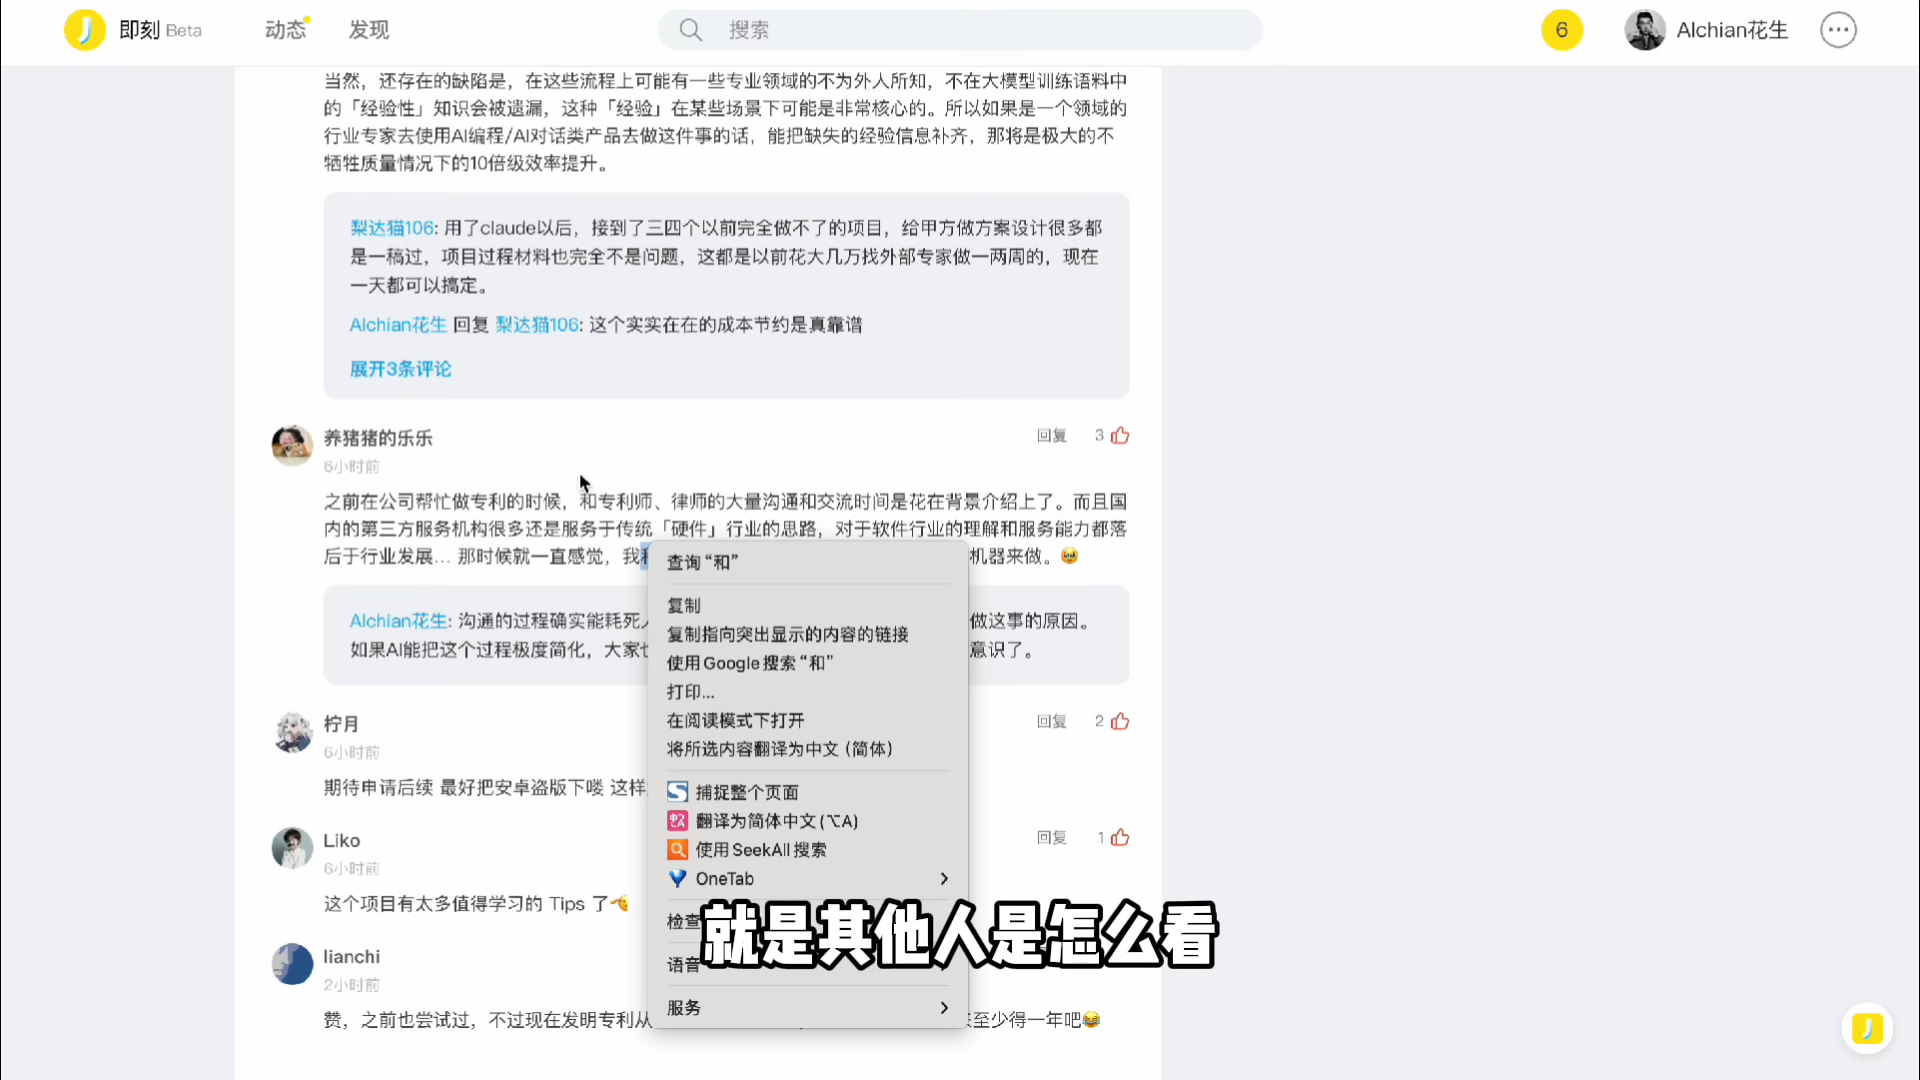 即刻 Beta
动态
发现
搜索
6
AIchian花生
当然，还存在的缺陷是，在这些流程上可能有一些专业领域的不为外人所知，不在大模型训练语料中
的「经验性」知识会被遗漏，这种「经验」在某些场景下可能是非常核心的。所以如果是一个领域的
行业专家去使用AI编程/AI对话类产品去做这件事的话，能把缺失的经验信息补齐，那将是极大的不
牺牲质量情况下的10倍级效率提升。
梨达猫106: 用了claude以后，接到了三四个以前完全做不了的项目，给甲方做方案设计很多都
是一稿过，项目过程材料也完全不是问题，这都是以前花大几万找外部专家做一两周的，现在
一天都可以搞定。
AIchian花生 回复 梨达猫106: 这个实实在在的成本节约是真靠谱
展开3条评论
养猪猪的乐乐
回复 3
6小时前
之前在公司帮忙做专利的时候，和专利师、律师的大量沟通和交流时间是花在背景介绍上了。而且国
内的第三方服务机构很多还是服务于传统「硬件」行业的思路，对于软件行业的理解和服务能力都落
后于行业发展... 那时候就一直感觉，我
机器来做。🥹
AIchian花生: 沟通的过程确实能耗死
做这事的原因。
如果AI能把这个过程极度简化，大家
意识了。
柠月
回复 2
6小时前
期待申请后续 最好把安卓盗版下喽 这样
Liko
回复 1
6小时前
这个项目有太多值得学习的 Tips 了🫡
lianchi
2小时前
赞，之前也尝试过，不过现在发明专利从
至少得一年吧😂
查询“和”
复制
复制指向突出显示的内容的链接
使用Google搜索“和”
打印...
在阅读模式下打开
将所选内容翻译为中文（简体）
捕捉整个页面
翻译为简体中文(⌥A)
使用 SeekAll 搜索
OneTab
检查
语音
服务
就是其他人是怎么看